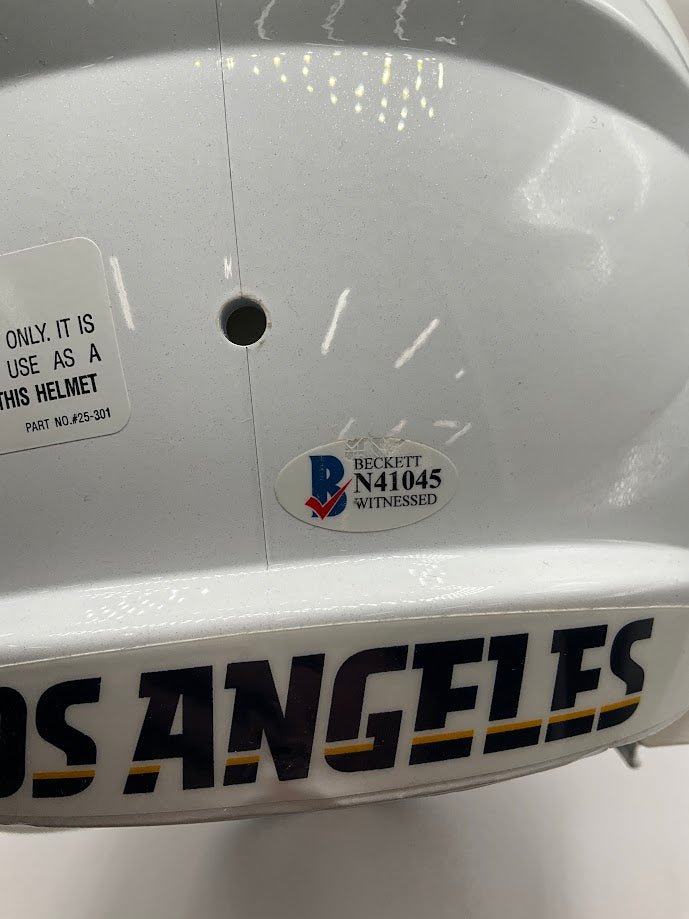 ONLY. IT IS
USE AS A
THIS HELMET
PART NO.#25-301
B
BECKETT
N41045
WITNESSED
OS ANGELES